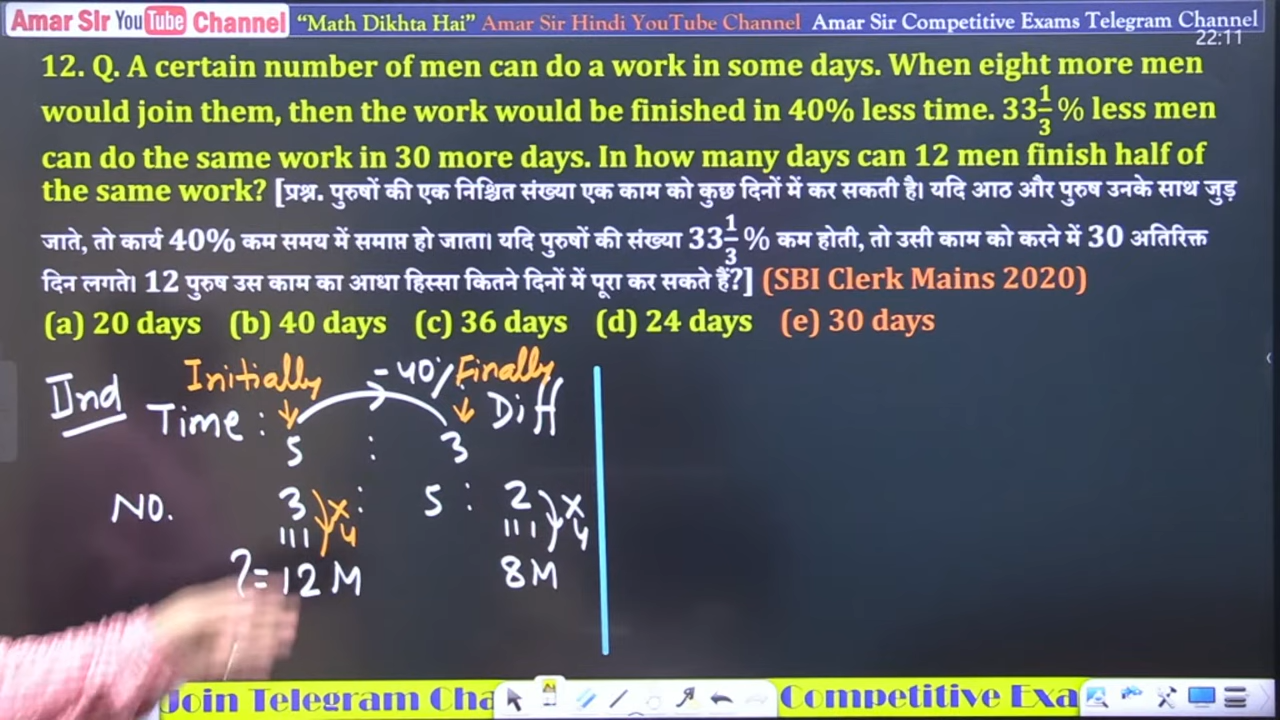 Amar SIr YouTube Channel "Math Dikhta Hai" Amar Sir Hindi YouTube Channel Amar Sir Competitive Exams Telegram Channel
22:11
12. Q. A certain number of men can do a work in some days. When eight more men
would join them, then the work would be finished in 40% less time. 33 1/3 % less men
can do the same work in 30 more days. In how many days can 12 men finish half of
the same work? [प्रश्न. पुरुषों की एक निश्चित संख्या एक काम को कुछ दिनों में कर सकती है। यदि आठ और पुरुष उनके साथ जुड़
जाते, तो कार्य 40% कम समय में समाप्त हो जाता। यदि पुरुषों की संख्या 33 1/3 % कम होती, तो उसी काम को करने में 30 अतिरिक्त
दिन लगते। 12 पुरुष उस काम का आधा हिस्सा कितने दिनों में पूरा कर सकते हैं?] (SBI Clerk Mains 2020)
(a) 20 days (b) 40 days (c) 36 days (d) 24 days (e) 30 days
IInd Initially -40% Finally
Time: Diff
5 : 3
NO. 3 : 5 : 2
x4 x4
?= 12 M 8M
Join Telegram Cha Competitive Exa